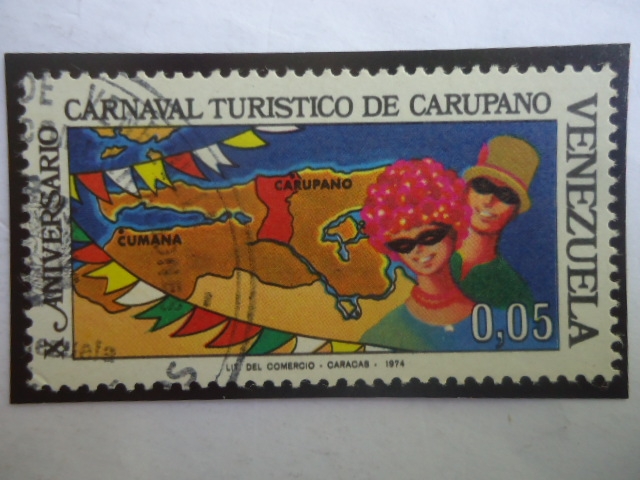 CARNAVAL TURISTICO DE CARUPANO
X ANIVERSARIO
VENEZUELA
CARUPANO
CUMANA
0,05
LIT. DEL COMERCIO - CARACAS - 1974